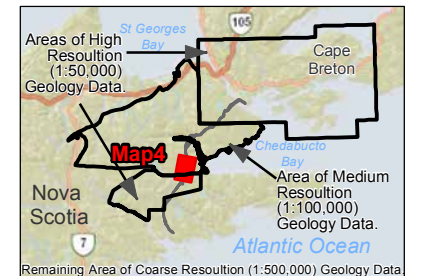 St Georges
Bay
105
Areas of High
Resoultion
(1:50,000)
Geology Data.
Cape
Breton
Map4
Chedabucto
Bay
Area of Medium
Resoultion
(1:100,000)
Geology Data.
Nova
Scotia
7
Atlantic Ocean
Remaining Area of Coarse Resoultion (1:500,000) Geology Data.